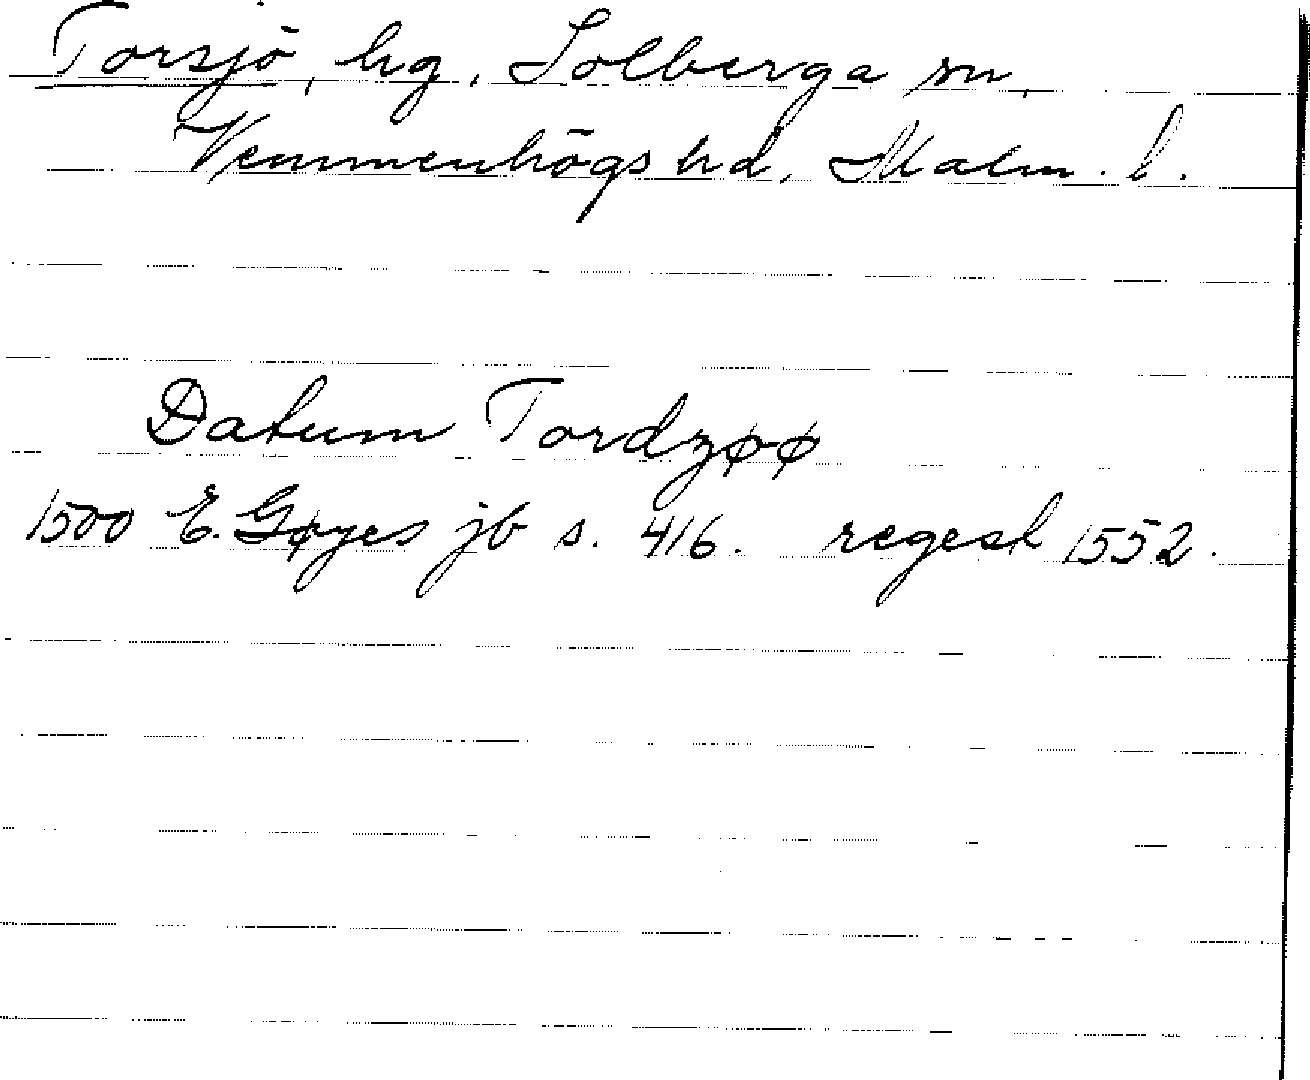 Torsjö, hg, Solberga sn,
Vemmenhögs hd, Malm. l.
Datum Tordzøø
1500 E. Gøyes jb s. 416. regest 1552.